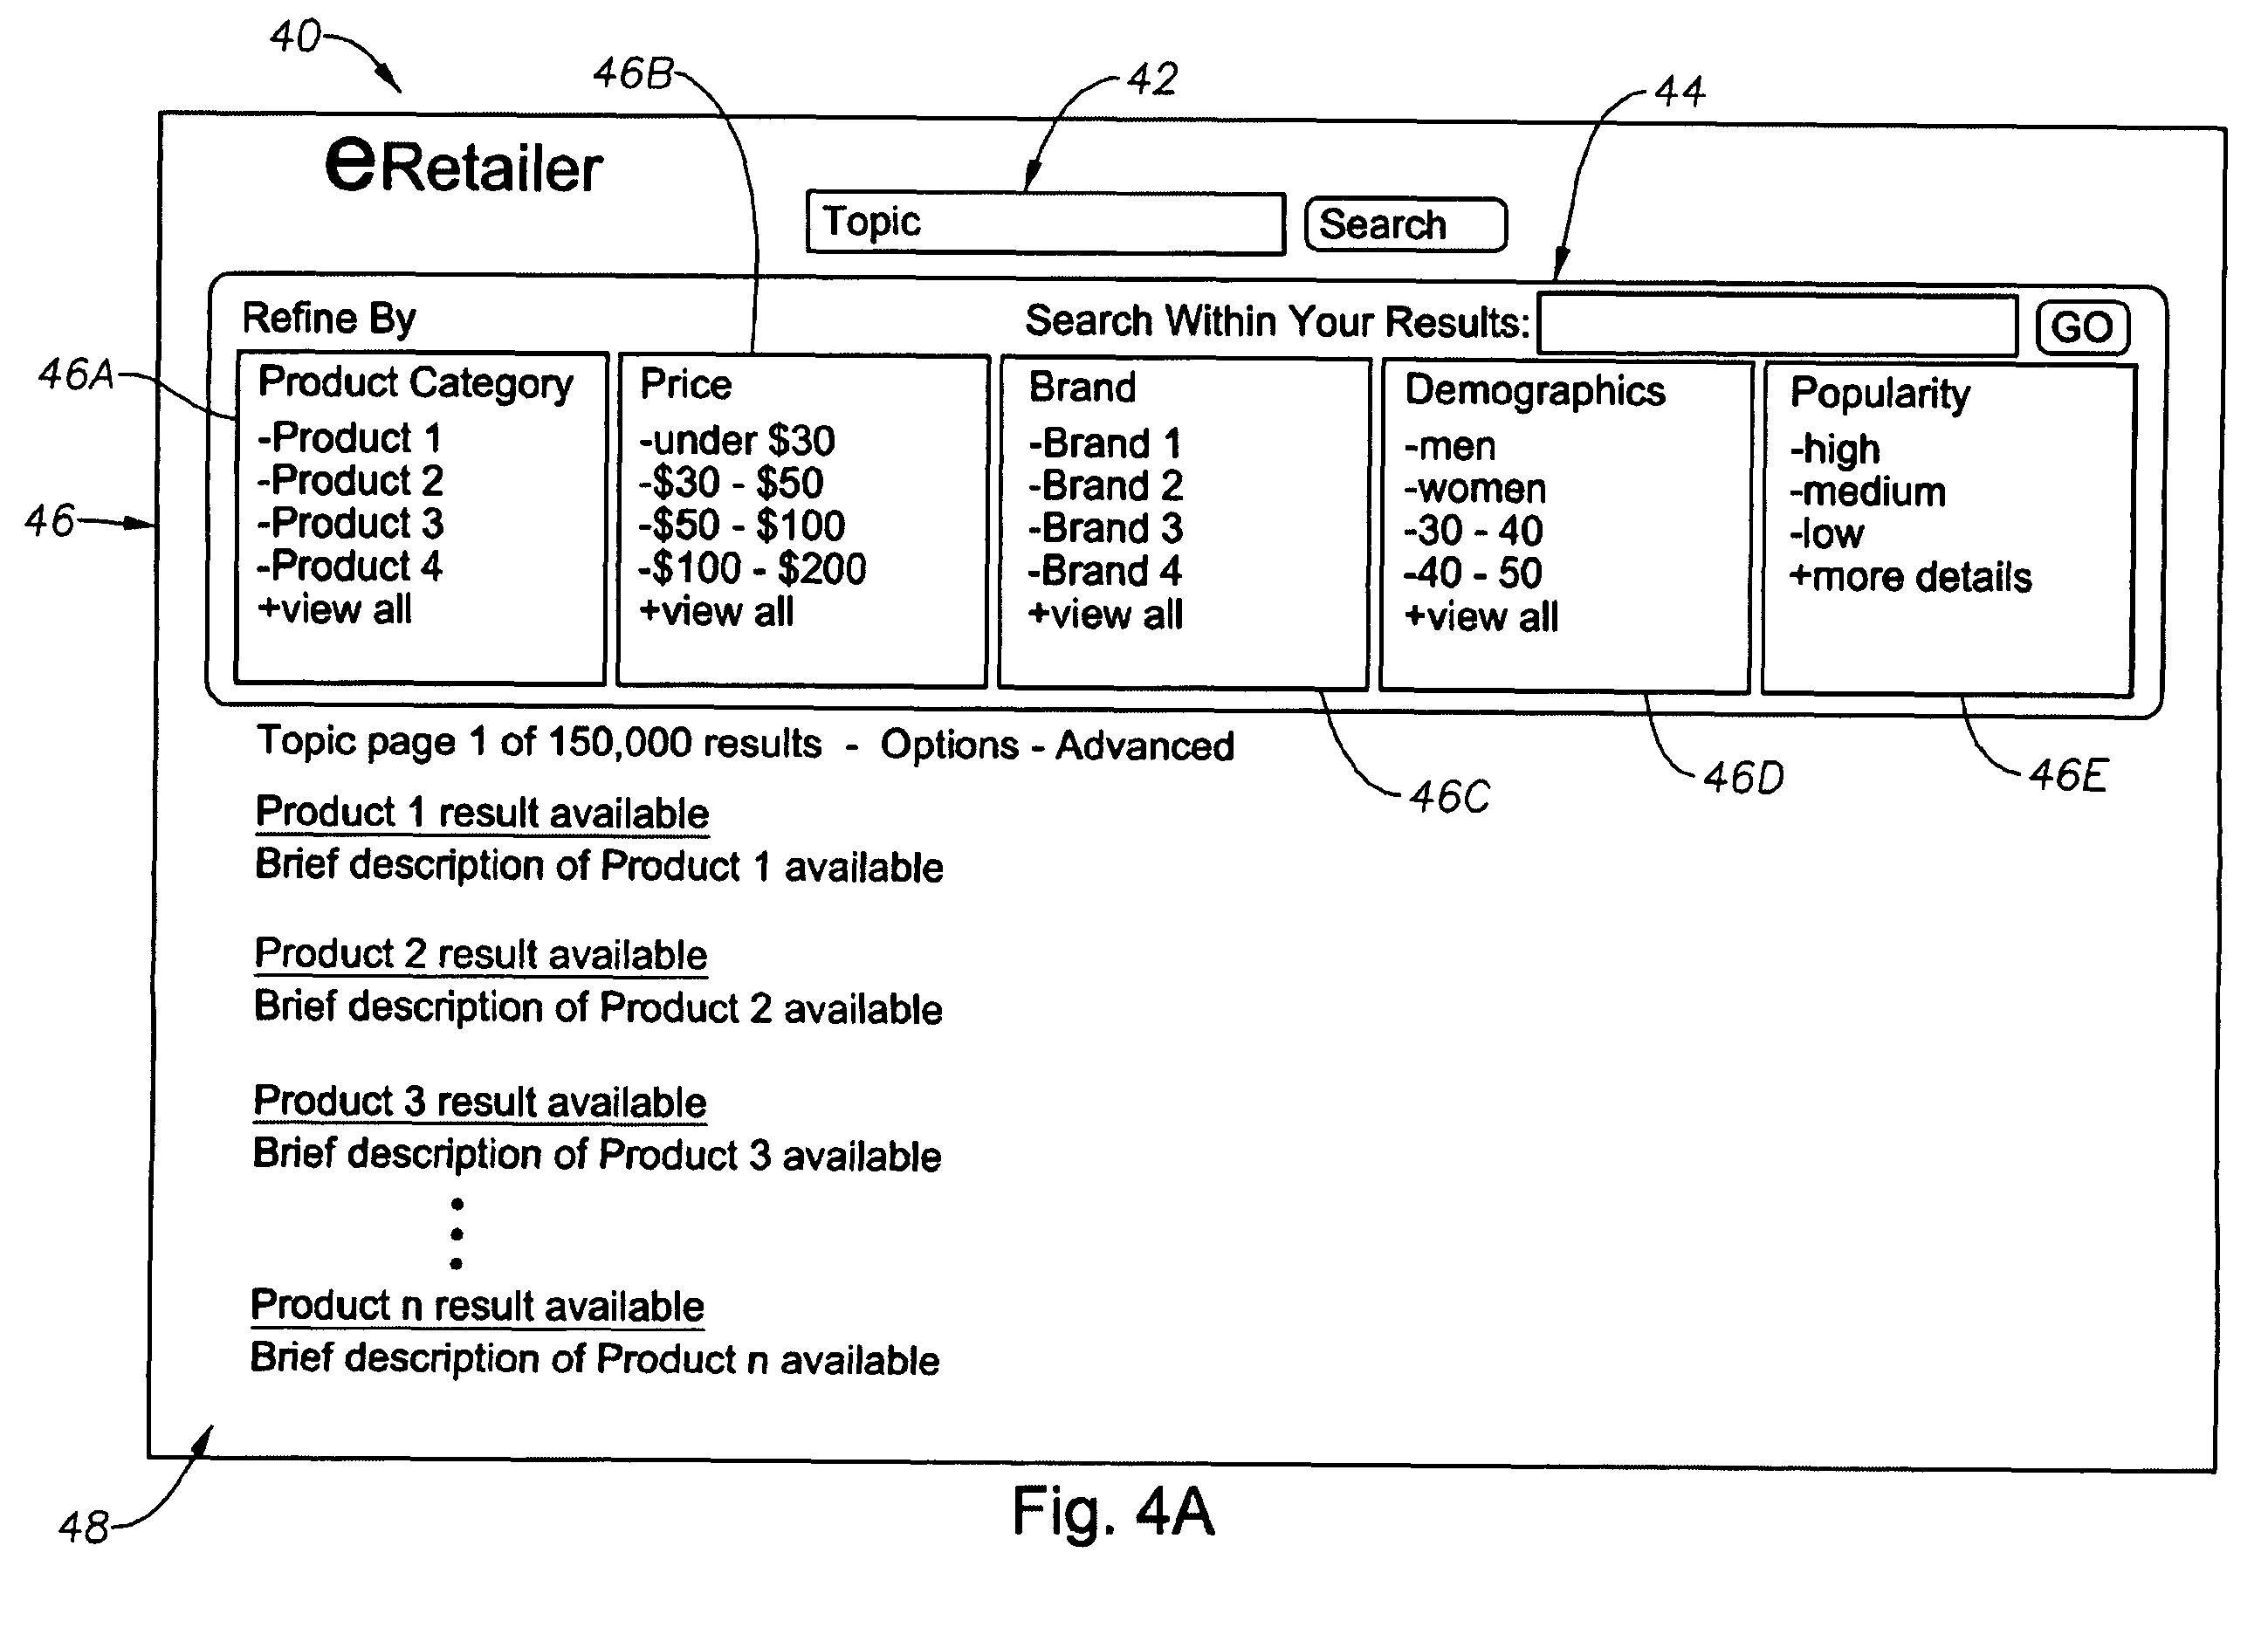 40
46B
42
44
eRetailer
Topic
Search
Refine By
Search Within Your Results:
GO
46A
46
Product Category
-Product 1
-Product 2
-Product 3
-Product 4
+view all
Price
-under $30
-$30 - $50
-$50 - $100
-$100 - $200
+view all
Brand
-Brand 1
-Brand 2
-Brand 3
-Brand 4
+view all
Demographics
-men
-women
-30 - 40
-40 - 50
+view all
Popularity
-high
-medium
-low
+more details
46C
46D
46E
Topic page 1 of 150,000 results - Options - Advanced
Product 1 result available
Brief description of Product 1 available
Product 2 result available
Brief description of Product 2 available
Product 3 result available
Brief description of Product 3 available
Product n result available
Brief description of Product n available
48
Fig. 4A